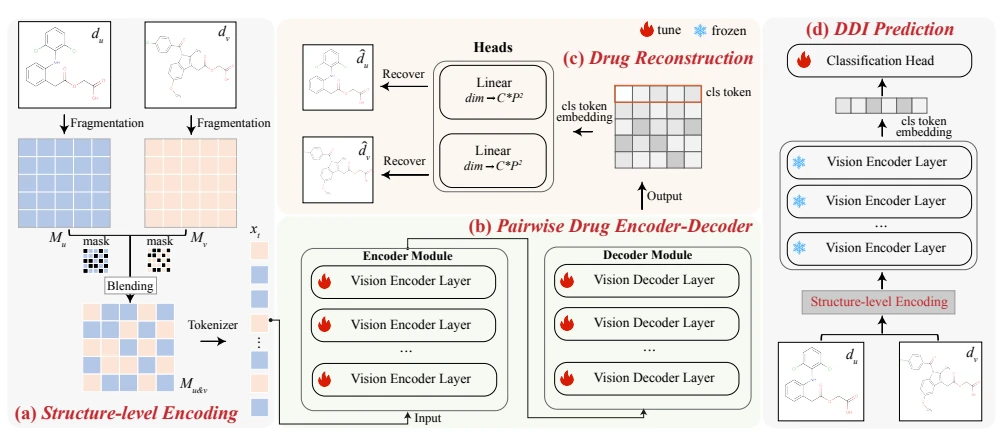 d_u
d_v
Fragmentation
Fragmentation
M_u
M_v
mask
mask
Blending
Tokenizer
M_{u&v}
x_t
⋮
(a) Structure-level Encoding
tune
frozen
(c) Drug Reconstruction
Heads
Linear
dim→C*P²
Linear
dim→C*P²
Recover
Recover
d̂_u
d̂_v
cls token
embedding
cls token
Output
(b) Pairwise Drug Encoder-Decoder
Encoder Module
Vision Encoder Layer
Vision Encoder Layer
...
Vision Encoder Layer
Input
Decoder Module
Vision Decoder Layer
Vision Decoder Layer
...
Vision Decoder Layer
(d) DDI Prediction
Classification Head
cls token
embedding
Vision Encoder Layer
Vision Encoder Layer
...
Vision Encoder Layer
Structure-level Encoding
d_u
d_v